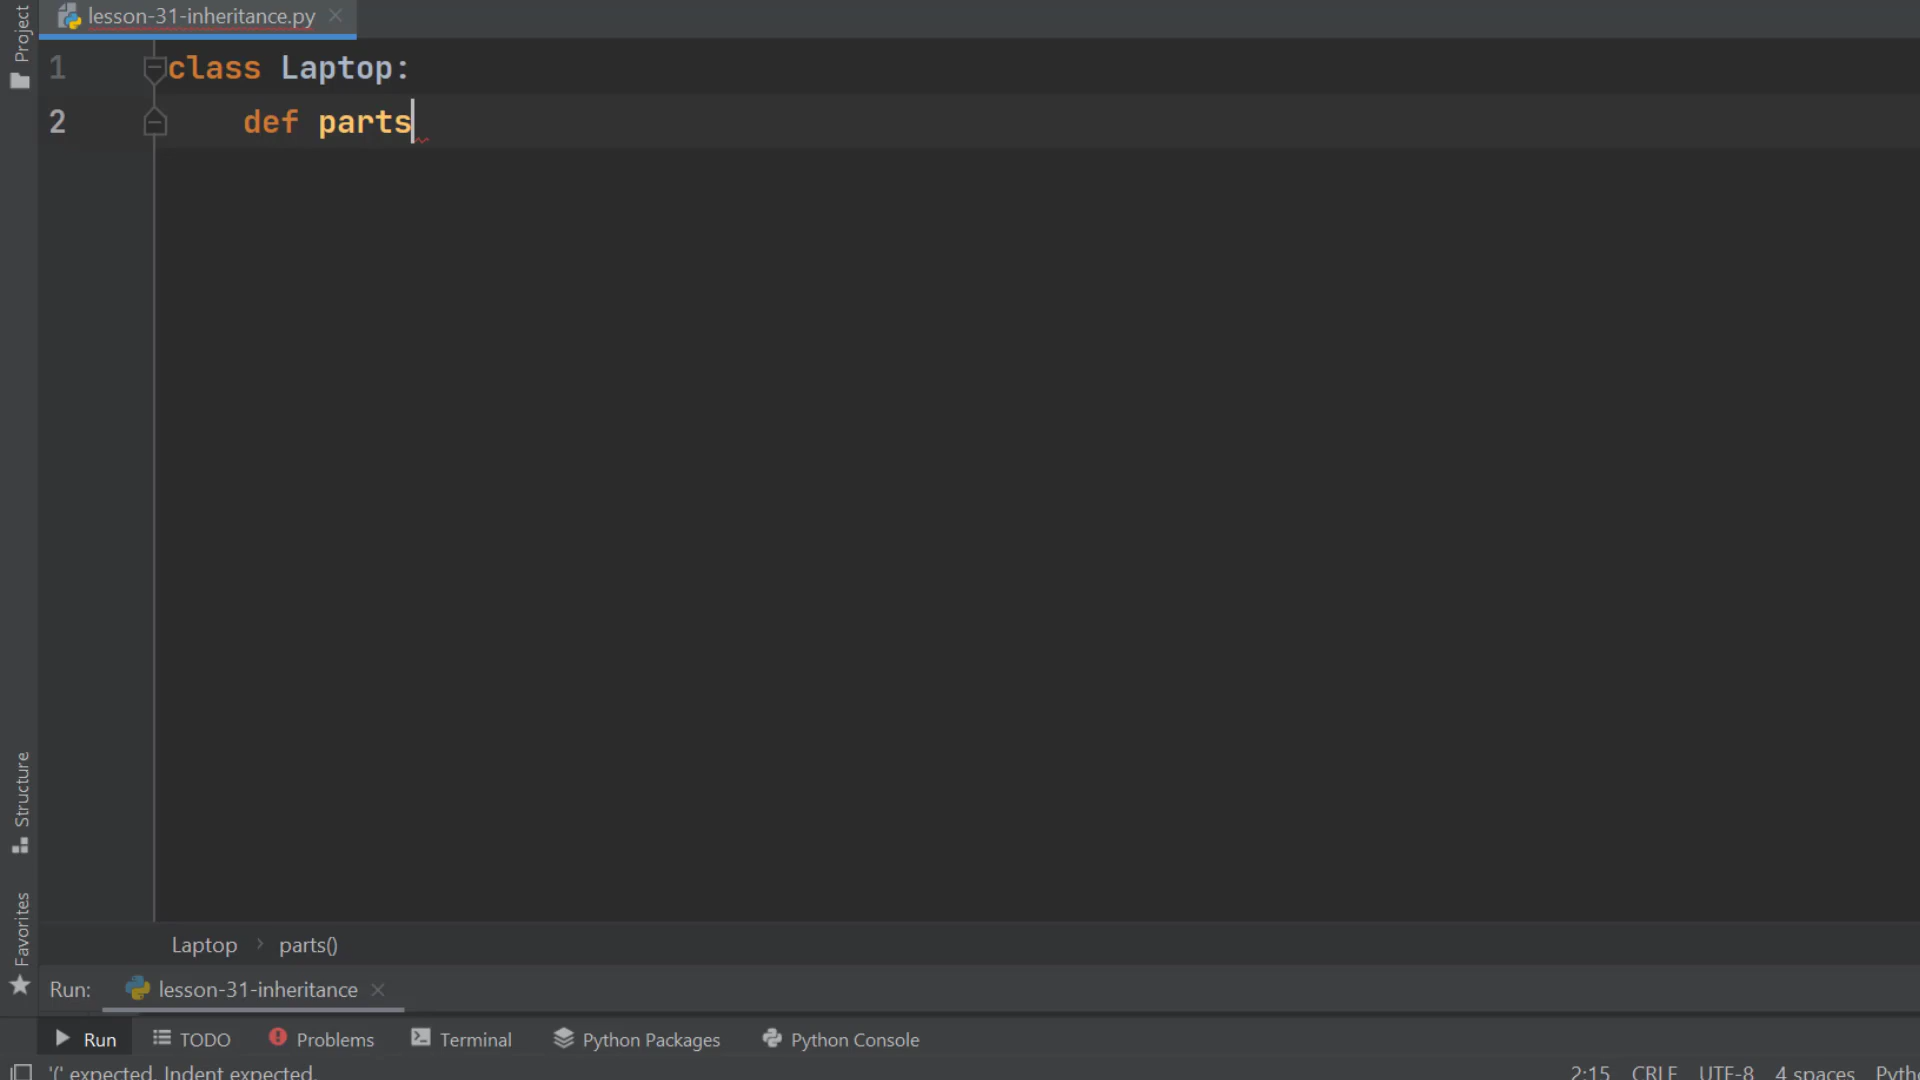 Project
lesson-31-inheritance.py
1 class Laptop:
2 def parts
Structure
Favorites
Laptop parts()
Run: lesson-31-inheritance
Run TODO Problems Terminal Python Packages Python Console
'(' expected. Indent expected. 2:15 CRLF UTF-8 4 spaces Pytho